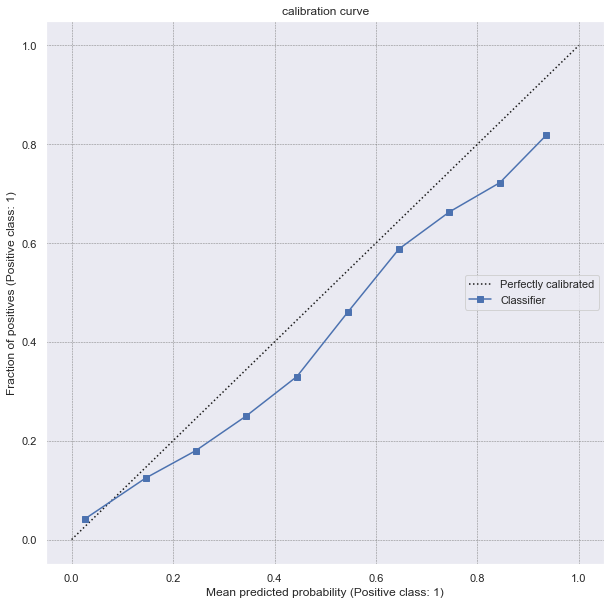 calibration curve
1.0
0.8
0.6
0.4
0.2
0.0
Fraction of positives (Positive class: 1)
Perfectly calibrated
Classifier
0.0 0.2 0.4 0.6 0.8 1.0
Mean predicted probability (Positive class: 1)